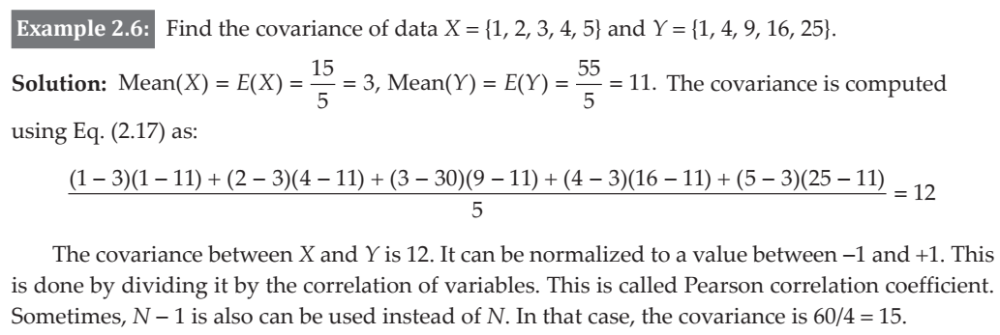 Example 2.6: Find the covariance of data X = {1, 2, 3, 4, 5} and Y = {1, 4, 9, 16, 25}.
Solution: Mean(X) = E(X) = 15/5 = 3, Mean(Y) = E(Y) = 55/5 = 11. The covariance is computed
using Eq. (2.17) as:
(1 – 3)(1 – 11) + (2 – 3)(4 – 11) + (3 – 30)(9 – 11) + (4 – 3)(16 – 11) + (5 – 3)(25 – 11) / 5 = 12
The covariance between X and Y is 12. It can be normalized to a value between –1 and +1. This
is done by dividing it by the correlation of variables. This is called Pearson correlation coefficient.
Sometimes, N – 1 is also can be used instead of N. In that case, the covariance is 60/4 = 15.